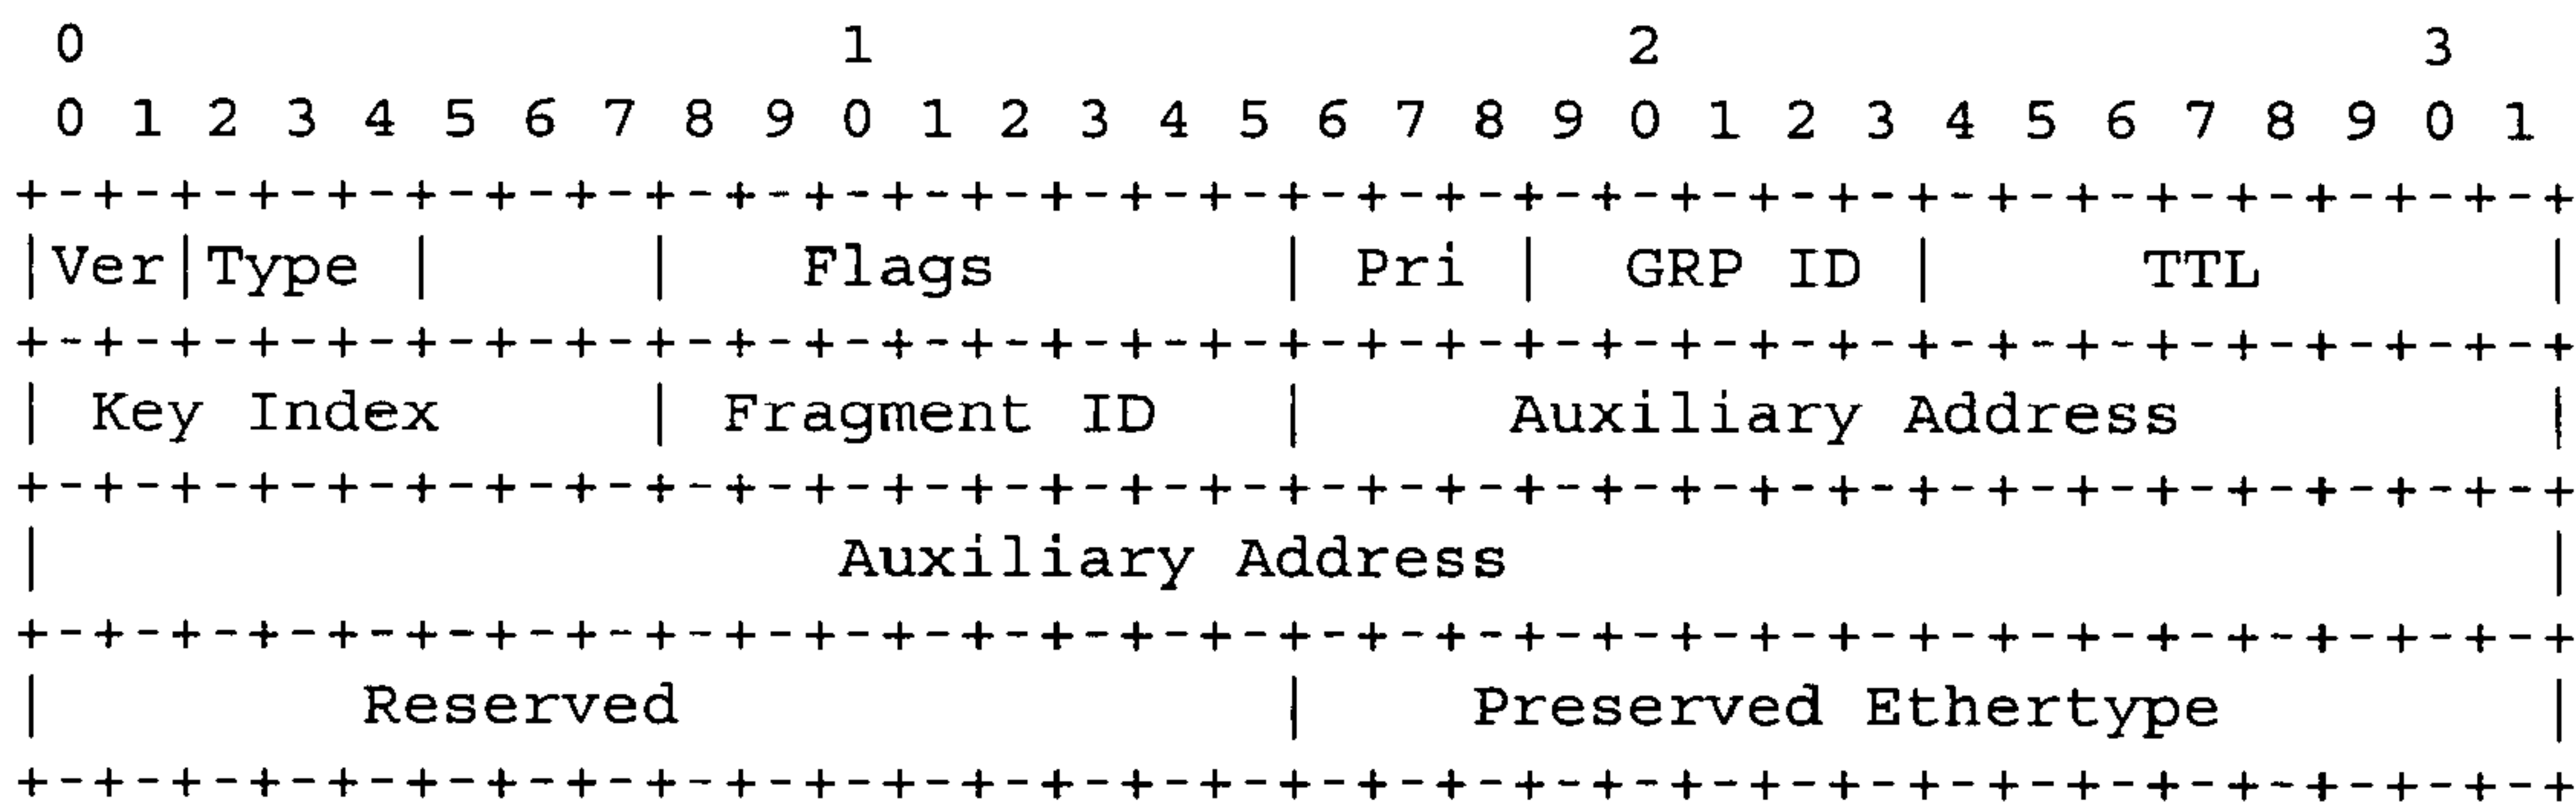 0 1 2 3
0 1 2 3 4 5 6 7 8 9 0 1 2 3 4 5 6 7 8 9 0 1 2 3 4 5 6 7 8 9 0 1
+-+-+-+-+-+-+-+-+-+-+-+-+-+-+-+-+-+-+-+-+-+-+-+-+-+-+-+-+-+-+-+-+
|Ver|Type | | Flags | Pri | GRP ID | TTL |
+-+-+-+-+-+-+-+-+-+-+-+-+-+-+-+-+-+-+-+-+-+-+-+-+-+-+-+-+-+-+-+-+
| Key Index | Fragment ID | Auxiliary Address |
+-+-+-+-+-+-+-+-+-+-+-+-+-+-+-+-+-+-+-+-+-+-+-+-+-+-+-+-+-+-+-+-+
| Auxiliary Address |
+-+-+-+-+-+-+-+-+-+-+-+-+-+-+-+-+-+-+-+-+-+-+-+-+-+-+-+-+-+-+-+-+
| Reserved | Preserved Ethertype |
+-+-+-+-+-+-+-+-+-+-+-+-+-+-+-+-+-+-+-+-+-+-+-+-+-+-+-+-+-+-+-+-+